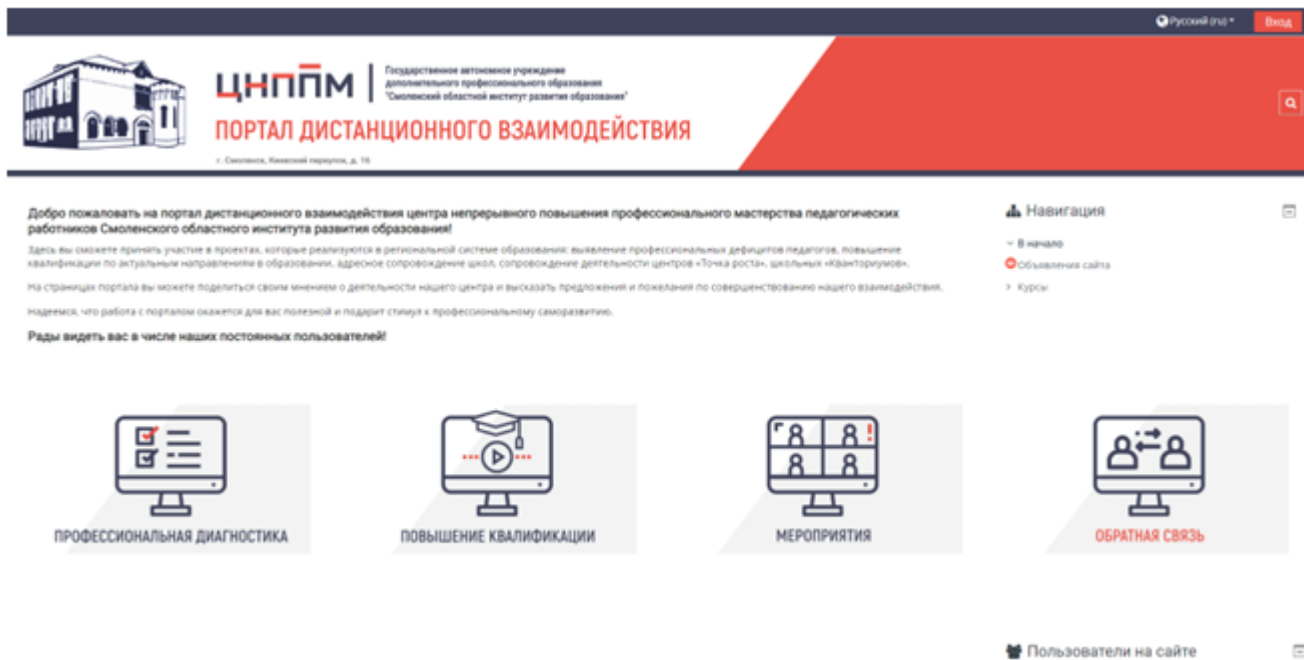 Русский (ru)
Вход
ЦНППМ
Государственное автономное учреждение
дополнительного профессионального образования
"Смоленский областной институт развития образования"
ПОРТАЛ ДИСТАНЦИОННОГО ВЗАИМОДЕЙСТВИЯ
г. Смоленск, Киевский переулок, д. 16
Добро пожаловать на портал дистанционного взаимодействия центра непрерывного повышения профессионального мастерства педагогических
работников Смоленского областного института развития образования!
Здесь вы сможете принять участие в проектах, которые реализуются в региональной системе образования: выявление профессиональных дефицитов педагогов, повышение
квалификации по актуальным направлениям в образовании, адресное сопровождение школ, сопровождение деятельности центров «Точка роста», школьных «Кванториумов».
На страницах портала вы можете поделиться своим мнением о деятельности нашего центра и высказать предложения и пожелания по совершенствованию нашего взаимодействия.
Надеемся, что работа с порталом окажется для вас полезной и подарит стимул к профессиональному саморазвитию.
Рады видеть вас в числе наших постоянных пользователей!
Навигация
В начало
Объявления сайта
Курсы
ПРОФЕССИОНАЛЬНАЯ ДИАГНОСТИКА
ПОВЫШЕНИЕ КВАЛИФИКАЦИИ
МЕРОПРИЯТИЯ
ОБРАТНАЯ СВЯЗЬ
Пользователи на сайте